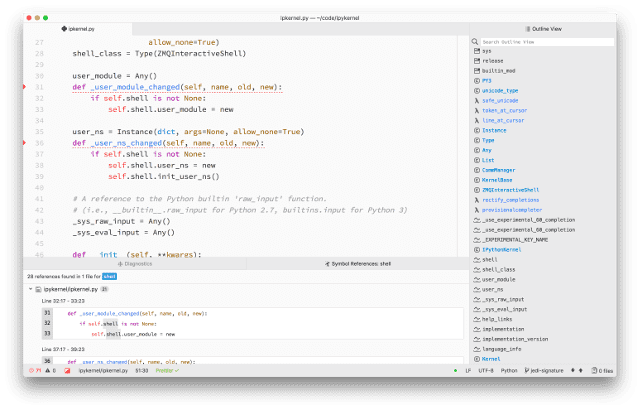 ipkernel.py — ~/code/ipykernel
ipkernel.py
Outline View
27 allow_none=True)
28 shell_class = Type(ZMQInteractiveShell)
29
30 user_module = Any()
31 def _user_module_changed(self, name, old, new):
32 if self.shell is not None:
33 self.shell.user_module = new
34
35 user_ns = Instance(dict, args=None, allow_none=True)
36 def _user_ns_changed(self, name, old, new):
37 if self.shell is not None:
38 self.shell.user_ns = new
39 self.shell.init_user_ns()
40
41 # A reference to the Python builtin 'raw_input' function.
42 # (i.e., __builtin__.raw_input for Python 2.7, builtins.input for Python 3)
43 _sys_raw_input = Any()
44 _sys_eval_input = Any()
45
46 def __init__(self, **kwargs):
Diagnostics
Symbol References: shell
28 references found in 1 file for shell
ipykernel/ipkernel.py
Line 32:17 - 33:23
31 def _user_module_changed(self, name, old, new):
32 if self.shell is not None:
33 self.shell.user_module = new
Line 37:17 - 39:23
36 def _user_ns_changed(self, name, old, new):
Search Outline View
sys
release
builtin_mod
PY3
unicode_type
safe_unicode
token_at_cursor
line_at_cursor
Instance
Type
Any
List
CommManager
KernelBase
ZMQInteractiveShell
rectify_completions
provisionalcompleter
_use_experimental_60_completion
_use_experimental_60_completion
_EXPERIMENTAL_KEY_NAME
IPythonKernel
shell
shell_class
user_module
user_ns
_sys_raw_input
_sys_eval_input
help_links
implementation
implementation_version
language_info
Kernel
71 0 ipykernel/ipkernel.py 51:33 Prettier LF UTF-8 Python jedi-signature 0 files